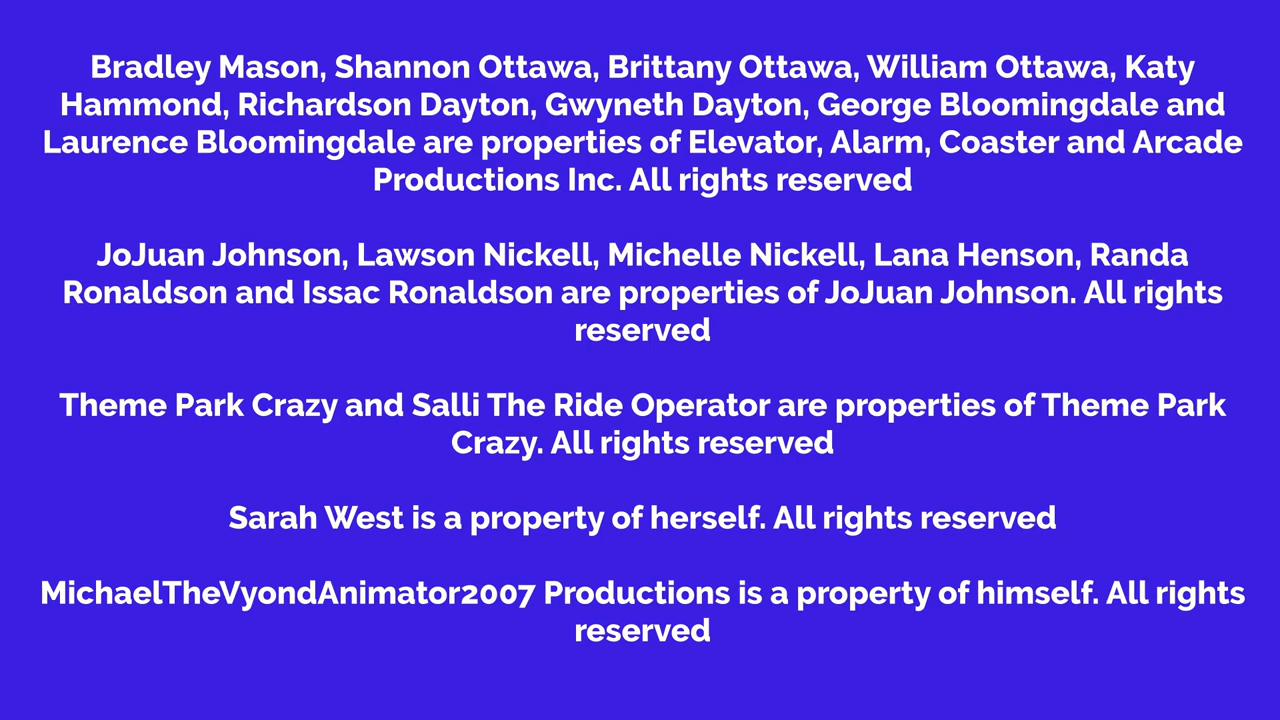 Bradley Mason, Shannon Ottawa, Brittany Ottawa, William Ottawa, Katy
Hammond, Richardson Dayton, Gwyneth Dayton, George Bloomingdale and
Laurence Bloomingdale are properties of Elevator, Alarm, Coaster and Arcade
Productions Inc. All rights reserved
JoJuan Johnson, Lawson Nickell, Michelle Nickell, Lana Henson, Randa
Ronaldson and Issac Ronaldson are properties of JoJuan Johnson. All rights
reserved
Theme Park Crazy and Salli The Ride Operator are properties of Theme Park
Crazy. All rights reserved
Sarah West is a property of herself. All rights reserved
MichaelTheVyondAnimator2007 Productions is a property of himself. All rights
reserved